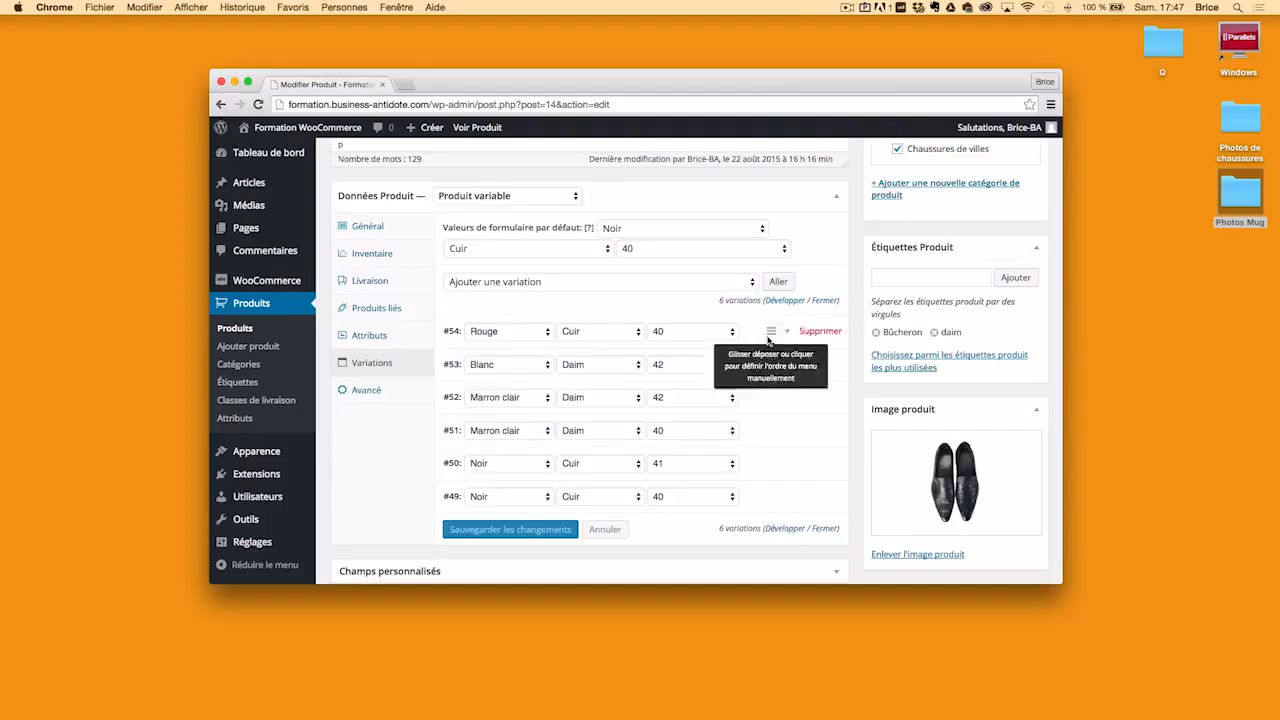 Chrome Fichier Modifier Afficher Historique Favoris Personnes Fenêtre Aide
1 100 % Sam. 17:47 Brice
Modifier Produit - Formati
Brice
formation.business-antidote.com/wp-admin/post.php?post=14&action=edit
Formation WooCommerce 0 Créer Voir Produit Salutations, Brice-BA
Tableau de bord
Articles
Médias
Pages
Commentaires
WooCommerce
Produits
Produits
Ajouter produit
Catégories
Étiquettes
Classes de livraison
Attributs
Apparence
Extensions
Utilisateurs
Outils
Réglages
Réduire le menu
p
Nombre de mots : 129 Dernière modification par Brice-BA, le 22 août 2015 à 16 h 16 min
Données Produit — Produit variable
Général
Inventaire
Livraison
Produits liés
Attributs
Variations
Avancé
Valeurs de formulaire par défaut: [?] Noir
Cuir 40
Ajouter une variation Aller
6 variations (Développer / Fermer)
#54: Rouge Cuir 40 Supprimer
Glisser déposer ou cliquer
pour définir l'ordre du menu
manuellement
#53: Blanc Daim 42
#52: Marron clair Daim 42
#51: Marron clair Daim 40
#50: Noir Cuir 41
#49: Noir Cuir 40
Sauvegarder les changements Annuler 6 variations (Développer / Fermer)
Champs personnalisés
Chaussures de villes
+ Ajouter une nouvelle catégorie de
produit
Étiquettes Produit
Ajouter
Séparez les étiquettes produit par des
virgules
Bûcheron daim
Choisissez parmi les étiquettes produit
les plus utilisées
Image produit
Enlever l'image produit
Ω
|| Parallels
Windows
Photos de
chaussures
Photos Mug